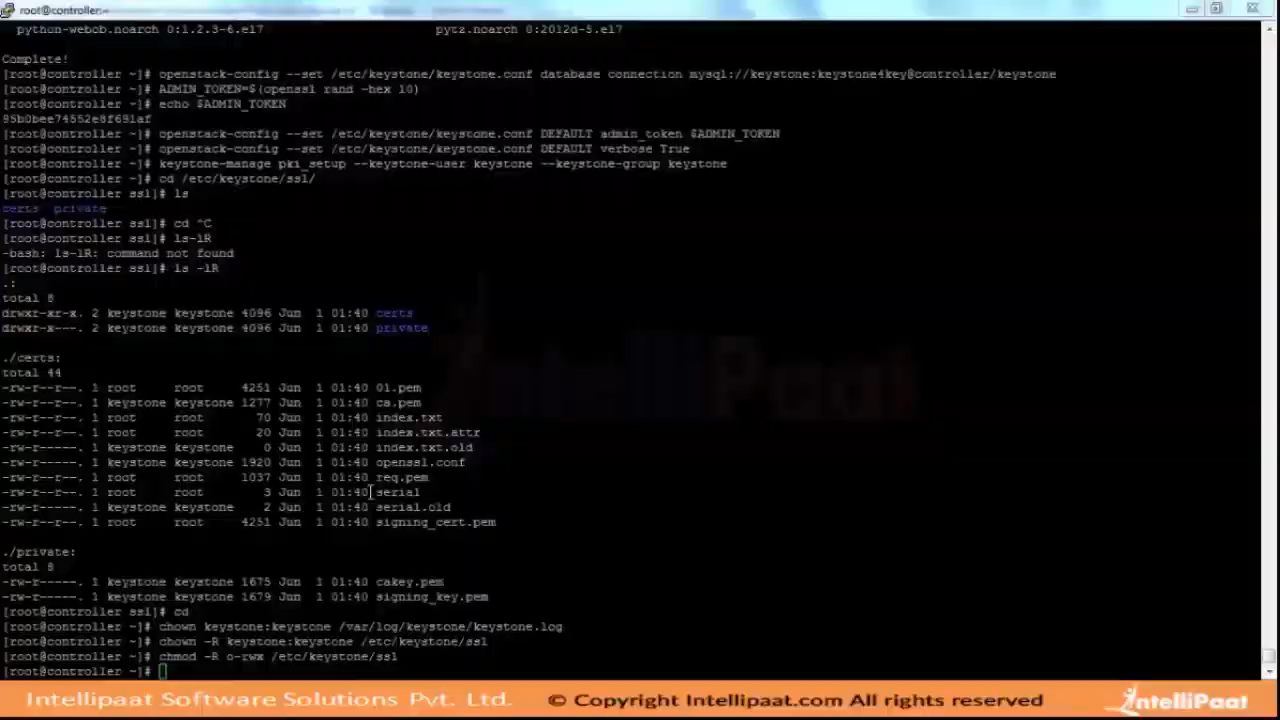 root@controller:~
python-webob.noarch 0:1.2.3-6.el7 pytz.noarch 0:2012d-5.el7
Complete!
[root@controller ~]# openstack-config --set /etc/keystone/keystone.conf database connection mysql://keystone:keystone4key@controller/keystone
[root@controller ~]# ADMIN_TOKEN=$(openssl rand -hex 10)
[root@controller ~]# echo $ADMIN_TOKEN
95b0bee74552e8f691af
[root@controller ~]# openstack-config --set /etc/keystone/keystone.conf DEFAULT admin_token $ADMIN_TOKEN
[root@controller ~]# openstack-config --set /etc/keystone/keystone.conf DEFAULT verbose True
[root@controller ~]# keystone-manage pki_setup --keystone-user keystone --keystone-group keystone
[root@controller ~]# cd /etc/keystone/ssl/
[root@controller ssl]# ls
certs private
[root@controller ssl]# cd ^C
[root@controller ssl]# ls-lR
-bash: ls-lR: command not found
[root@controller ssl]# ls -lR
.:
total 8
drwxr-xr-x. 2 keystone keystone 4096 Jun 1 01:40 certs
drwxr-x---. 2 keystone keystone 4096 Jun 1 01:40 private
./certs:
total 44
-rw-r--r--. 1 root root 4251 Jun 1 01:40 01.pem
-rw-r--r--. 1 keystone keystone 1277 Jun 1 01:40 ca.pem
-rw-r--r--. 1 root root 70 Jun 1 01:40 index.txt
-rw-r--r--. 1 root root 20 Jun 1 01:40 index.txt.attr
-rw-r-----. 1 keystone keystone 0 Jun 1 01:40 index.txt.old
-rw-r-----. 1 keystone keystone 1920 Jun 1 01:40 openssl.conf
-rw-r--r--. 1 root root 1037 Jun 1 01:40 req.pem
-rw-r--r--. 1 root root 3 Jun 1 01:40 serial
-rw-r-----. 1 keystone keystone 2 Jun 1 01:40 serial.old
-rw-r--r--. 1 root root 4251 Jun 1 01:40 signing_cert.pem
./private:
total 8
-rw-r-----. 1 keystone keystone 1675 Jun 1 01:40 cakey.pem
-rw-r-----. 1 keystone keystone 1679 Jun 1 01:40 signing_key.pem
[root@controller ssl]# cd
[root@controller ~]# chown keystone:keystone /var/log/keystone/keystone.log
[root@controller ~]# chown -R keystone:keystone /etc/keystone/ssl
[root@controller ~]# chmod -R o-rwx /etc/keystone/ssl
[root@controller ~]#
IntelliPaat
Intellipaat Software Solutions Pvt. Ltd. © Copyright Intellipaat.com All rights reserved IntelliPaat